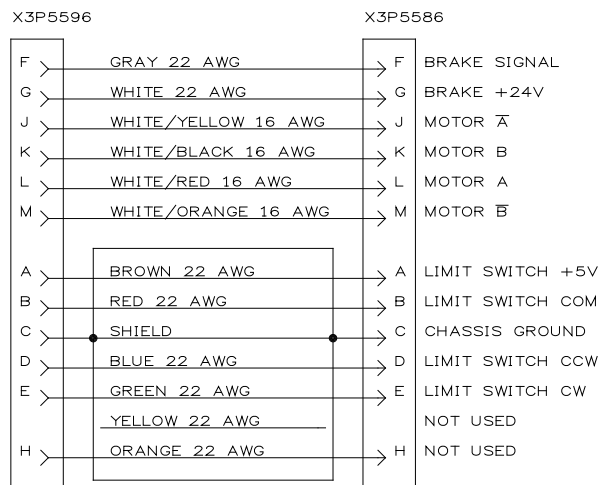 X3P5596 X3P5586
F GRAY 22 AWG F BRAKE SIGNAL
G WHITE 22 AWG G BRAKE +24V
J WHITE/YELLOW 16 AWG J MOTOR A̅
K WHITE/BLACK 16 AWG K MOTOR B
L WHITE/RED 16 AWG L MOTOR A
M WHITE/ORANGE 16 AWG M MOTOR B̅
A BROWN 22 AWG A LIMIT SWITCH +5V
B RED 22 AWG B LIMIT SWITCH COM
C SHIELD C CHASSIS GROUND
D BLUE 22 AWG D LIMIT SWITCH CCW
E GREEN 22 AWG E LIMIT SWITCH CW
YELLOW 22 AWG NOT USED
H ORANGE 22 AWG H NOT USED